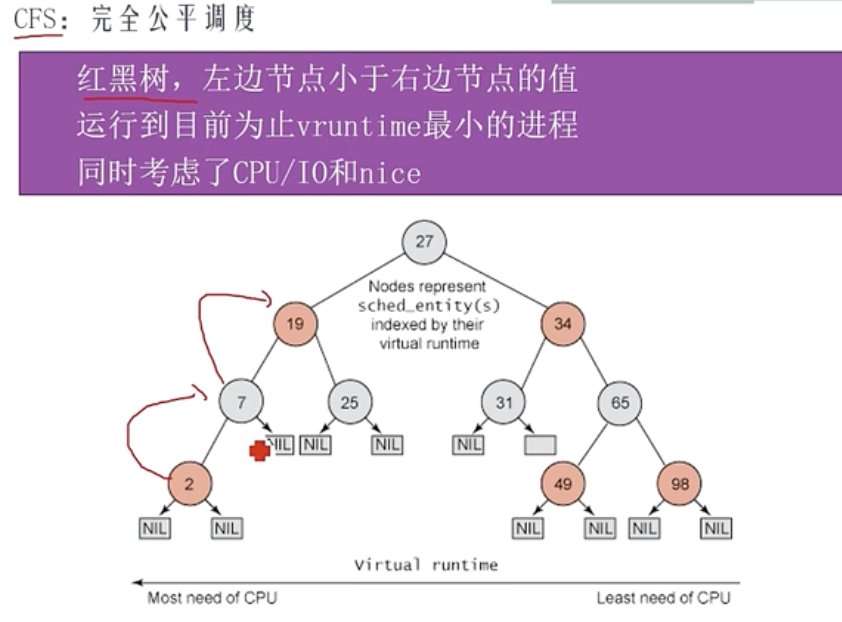 CFS: 完全公平调度
红黑树，左边节点小于右边节点的值
运行到目前为止vruntime最小的进程
同时考虑了CPU/IO和nice
27
Nodes represent
sched_entity(s)
indexed by their
virtual runtime
19
34
7
25
31
65
NIL
NIL
NIL
NIL
2
49
98
NIL
NIL
NIL
NIL
NIL
NIL
Virtual runtime
Most need of CPU
Least need of CPU